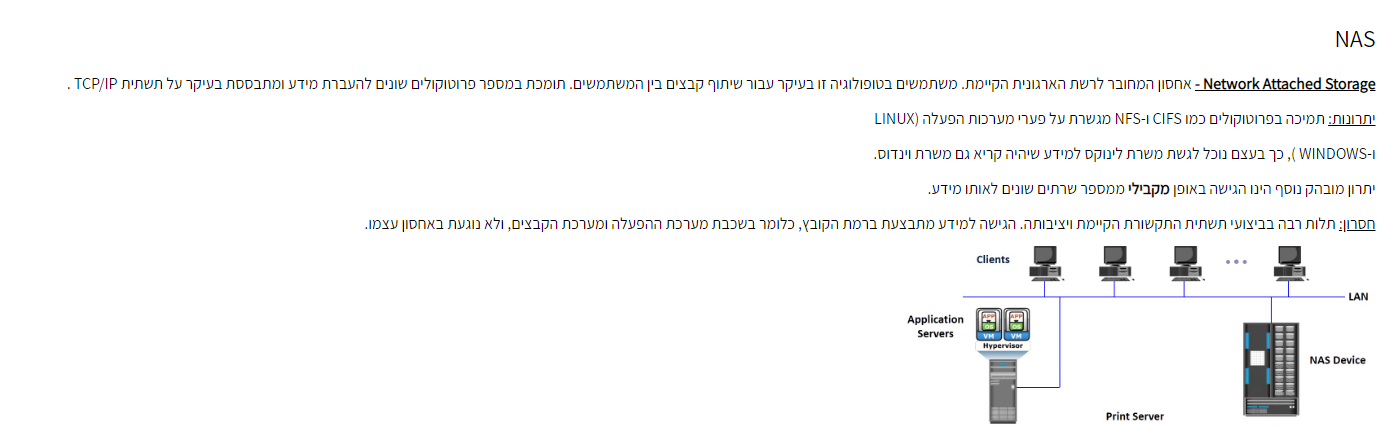 NAS
Network Attached Storage - אחסון המחובר לרשת הארגונית הקיימת. משתמשים בטופולוגיה זו בעיקר עבור שיתוף קבצים בין המשתמשים. תומכת במספר פרוטוקולים שונים להעברת מידע ומתבססת בעיקר על תשתית TCP/IP .
יתרונות: תמיכה בפרוטוקולים כמו CIFS ו-NFS מגשרת על פערי מערכות הפעלה (LINUX
ו-WINDOWS ), כך בעצם נוכל לגשת משרת לינוקס למידע שיהיה קריא גם משרת וינדוס.
יתרון מובהק נוסף הינו הגישה באופן מקבילי ממספר שרתים שונים לאותו מידע.
חסרון: תלות רבה בביצועי תשתית התקשורת הקיימת ויציבותה. הגישה למידע מתבצעת ברמת הקובץ, כלומר בשכבת מערכת ההפעלה ומערכת הקבצים, ולא נוגעת באחסון עצמו.
Clients
LAN
Application
Servers
APP APP
OS OS
VM VM
Hypervisor
NAS Device
Print Server